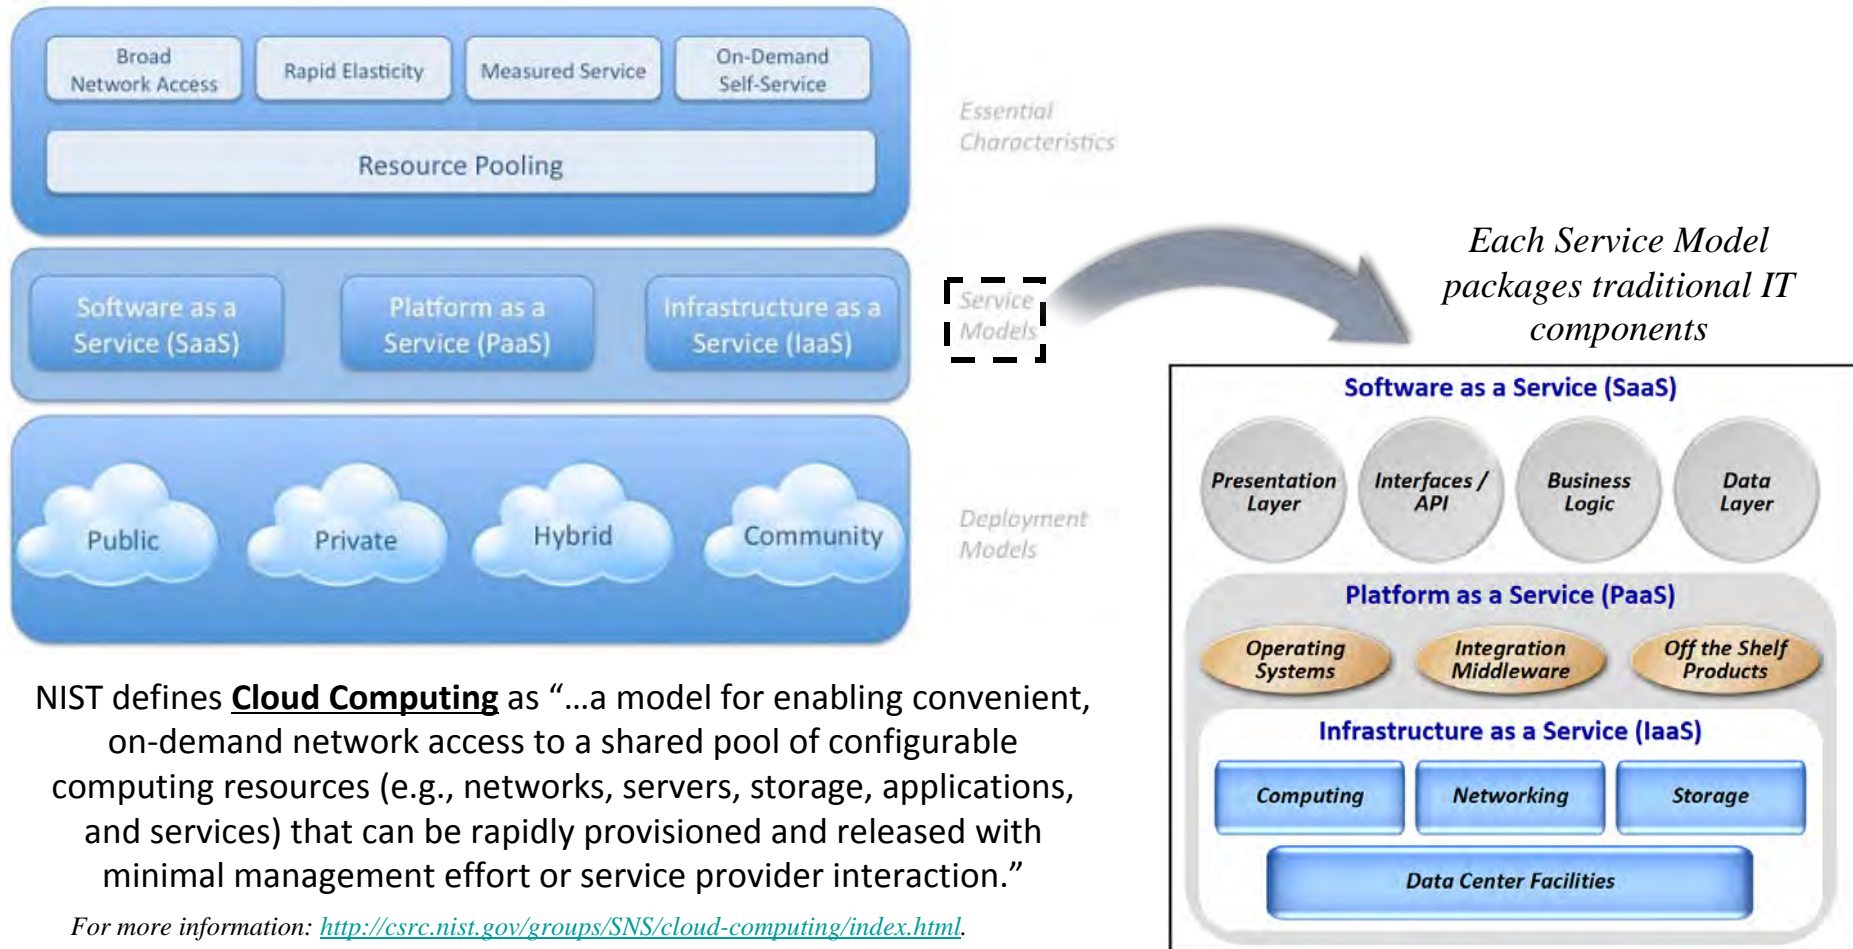 Broad
Network Access
Rapid Elasticity
Measured Service
On-Demand
Self-Service
Resource Pooling
Essential
Characteristics
Software as a
Service (SaaS)
Platform as a
Service (PaaS)
Infrastructure as a
Service (IaaS)
Service
Models
Public
Private
Hybrid
Community
Deployment
Models
NIST defines Cloud Computing as “…a model for enabling convenient,
on-demand network access to a shared pool of configurable
computing resources (e.g., networks, servers, storage, applications,
and services) that can be rapidly provisioned and released with
minimal management effort or service provider interaction.”
For more information: http://csrc.nist.gov/groups/SNS/cloud-computing/index.html.
Each Service Model
packages traditional IT
components
Software as a Service (SaaS)
Presentation
Layer
Interfaces /
API
Business
Logic
Data
Layer
Platform as a Service (PaaS)
Operating
Systems
Integration
Middleware
Off the Shelf
Products
Infrastructure as a Service (IaaS)
Computing
Networking
Storage
Data Center Facilities